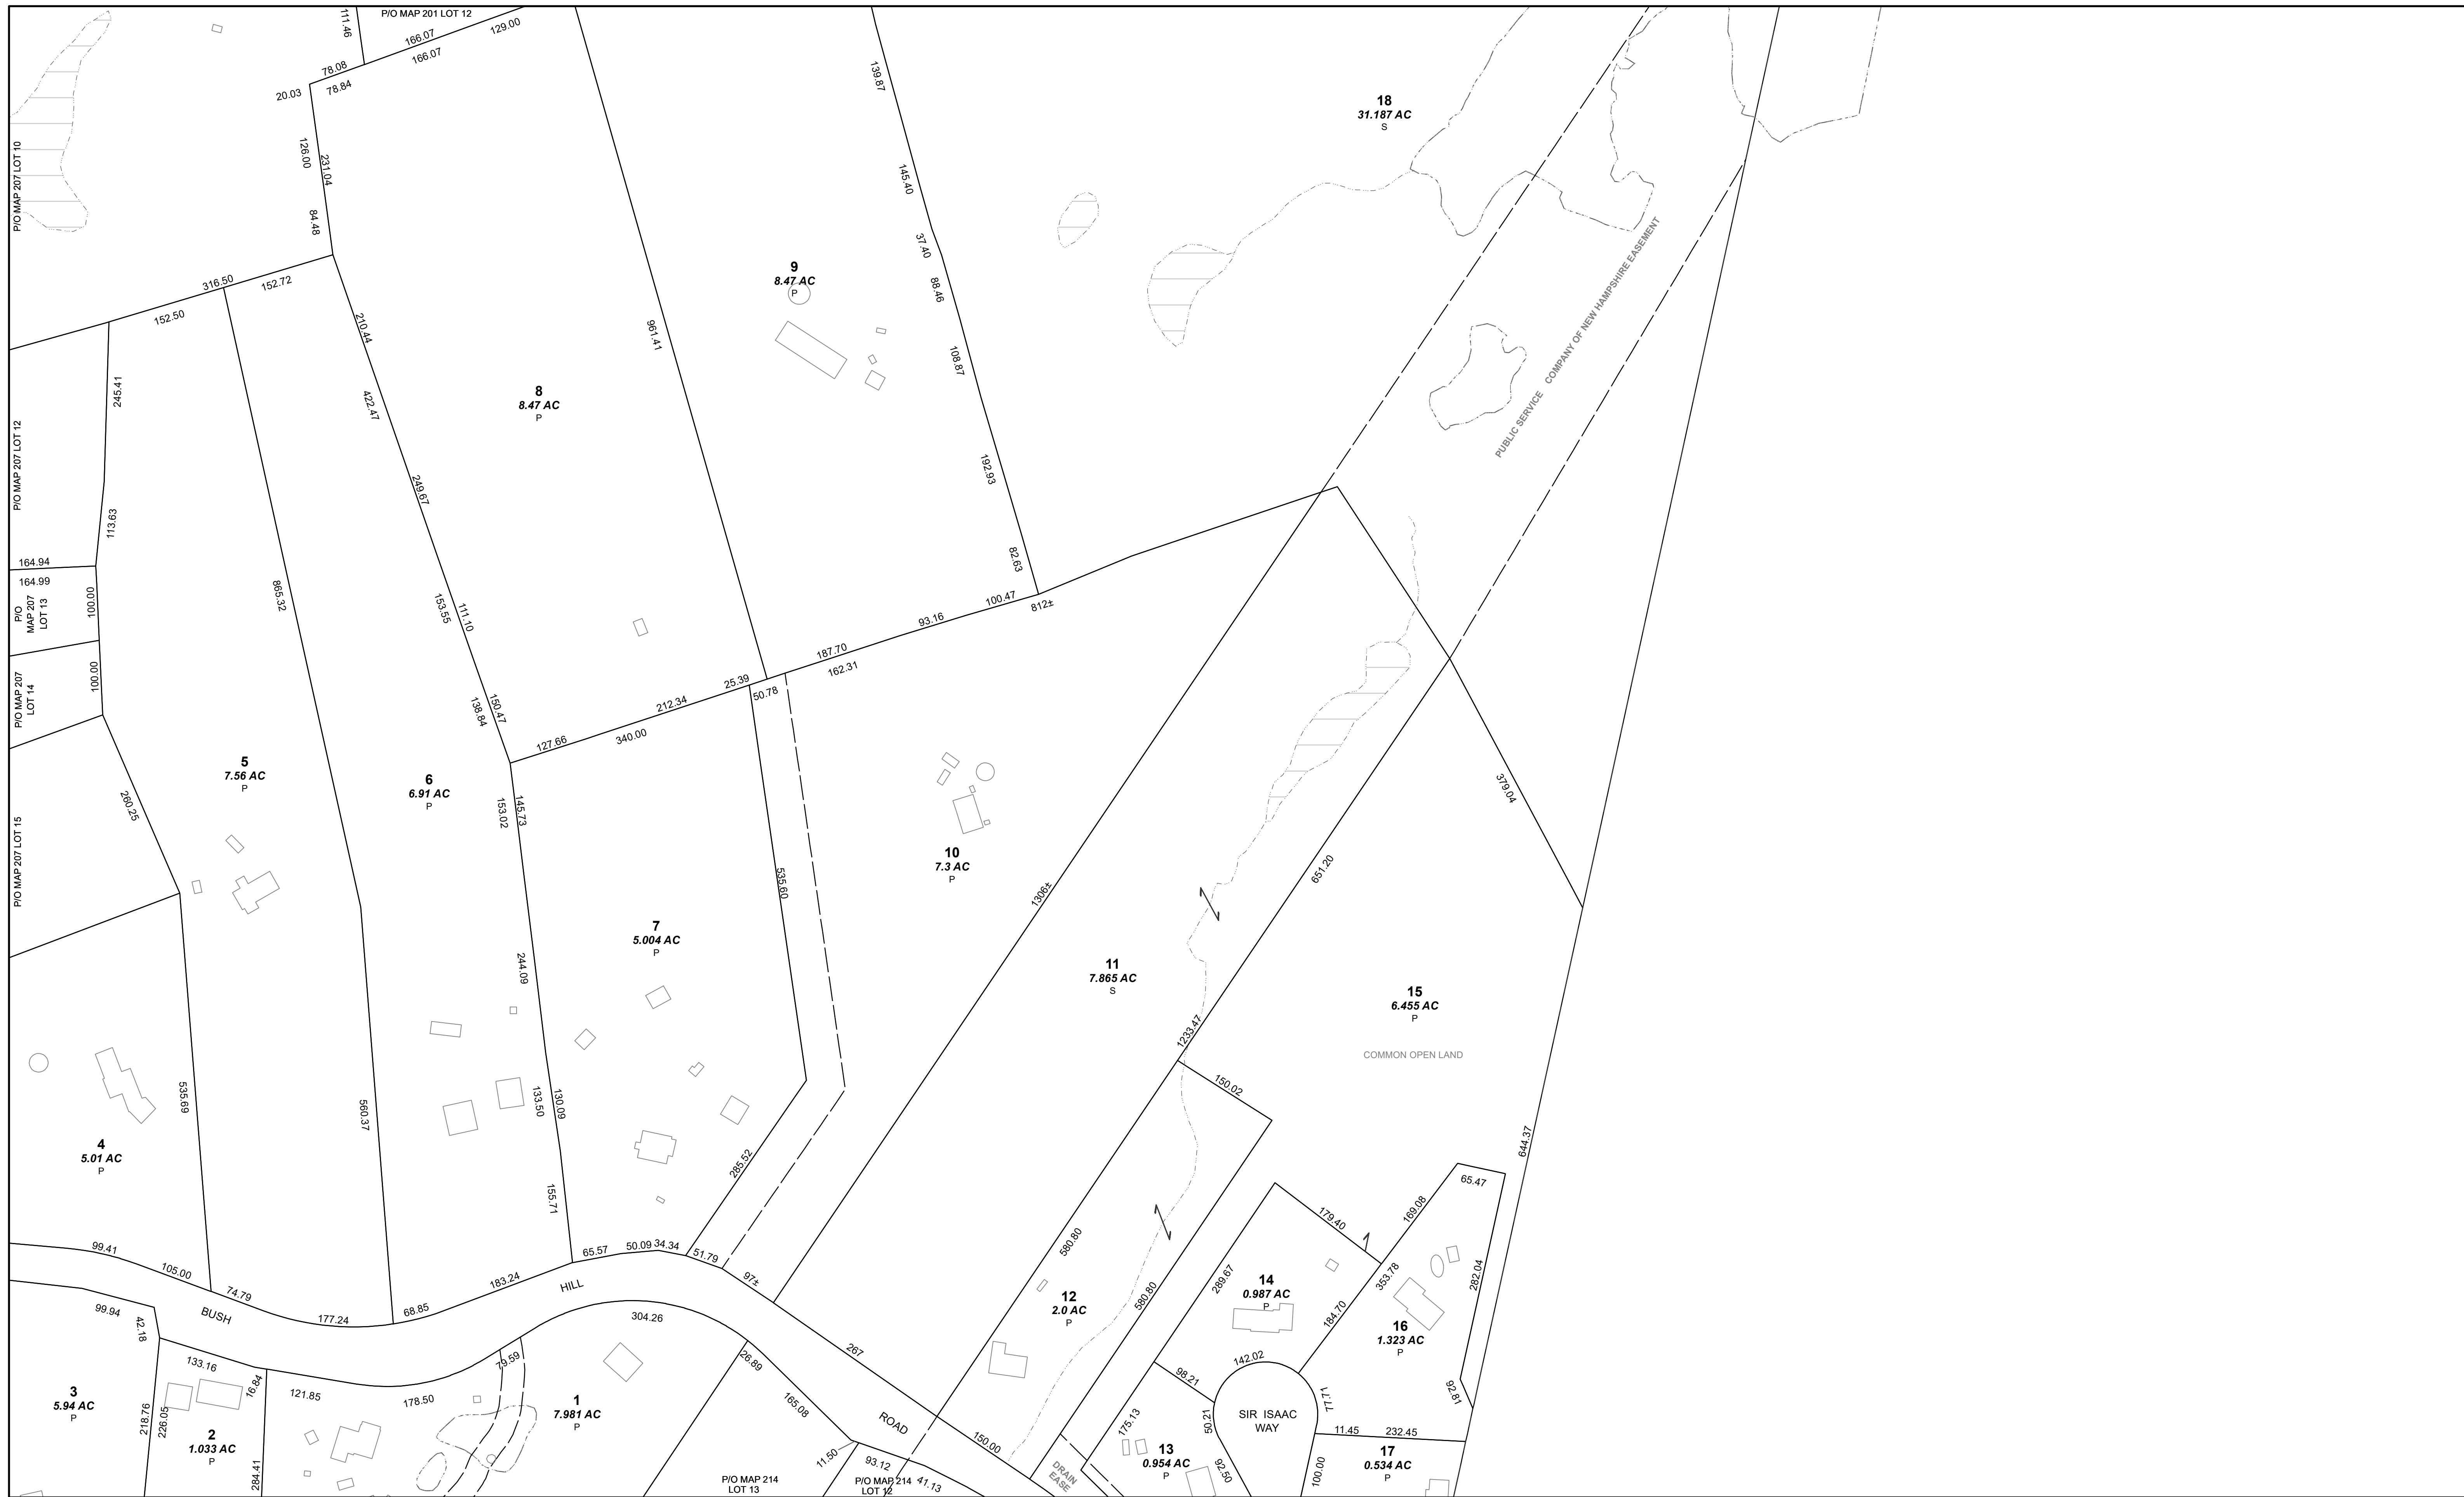 P/O MAP 201 LOT 12
111.46
166.07
129.00
166.07
78.08
78.84
20.03
126.00
231.04
84.48
P/O MAP 207 LOT 10
316.50
152.72
152.50
139.87
145.40
37.40
88.46
108.87
192.93
82.63
18
31.187 AC
S
9
8.47 AC
P
961.41
210.44
422.47
249.67
8
8.47 AC
P
PUBLIC SERVICE COMPANY OF NEW HAMPSHIRE EASEMENT
245.41
P/O MAP 207 LOT 12
113.63
164.94
164.99
P/O
MAP 207
LOT 13
100.00
P/O MAP 207
LOT 14
100.00
865.32
153.55
111.10
150.47
138.84
127.66
340.00
212.34
25.39
50.78
187.70
162.31
93.16
100.47
812±
5
7.56 AC
P
6
6.91 AC
P
260.25
P/O MAP 207 LOT 15
153.02
145.73
535.60
10
7.3 AC
P
7
5.004 AC
P
244.09
1306±
651.20
379.04
11
7.865 AC
S
15
6.455 AC
P
COMMON OPEN LAND
1233.47
150.02
535.69
560.37
133.50
130.09
155.71
285.52
4
5.01 AC
P
644.37
580.80
580.80
12
2.0 AC
P
65.47
169.08
179.40
282.04
289.67
353.78
184.70
14
0.987 AC
P
16
1.323 AC
P
99.41
105.00
74.79
177.24
68.85
183.24
65.57
50.09
34.34
51.79
97±
267
150.00
BUSH
HILL
ROAD
99.94
42.18
133.16
16.84
121.85
178.50
79.59
304.26
26.89
165.08
11.50
93.12
41.13
3
5.94 AC
P
218.76
226.05
2
1.033 AC
P
284.41
1
7.981 AC
P
P/O MAP 214
LOT 13
P/O MAP 214
LOT 12
DRAIN
EASE
98.21
142.02
77.71
92.81
50.21
175.13
92.50
100.00
11.45
232.45
SIR ISAAC
WAY
13
0.954 AC
P
17
0.534 AC
P